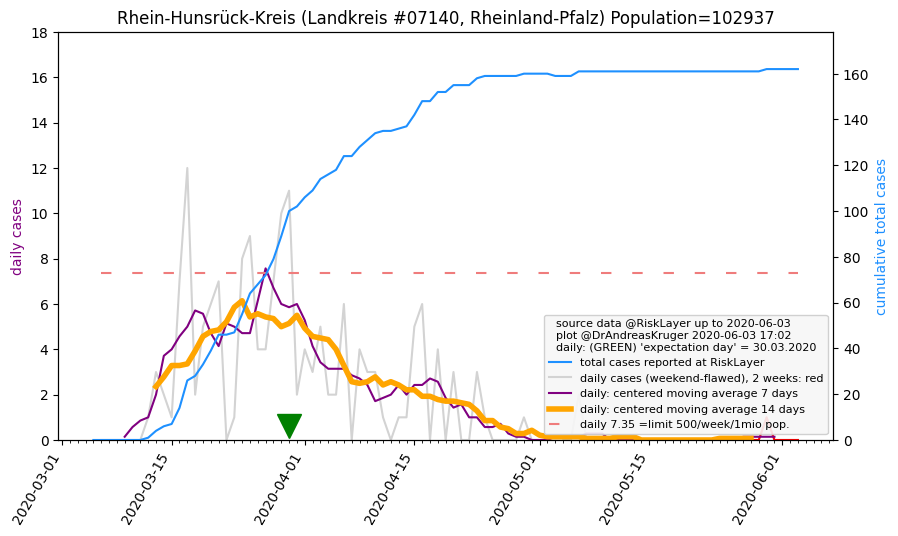 Rhein-Hunsrück-Kreis (Landkreis #07140, Rheinland-Pfalz) Population=102937
18
16
14
12
10
8
6
4
2
0
daily cases
160
140
120
100
80
60
40
20
0
cumulative total cases
source data @RiskLayer up to 2020-06-03
plot @DrAndreasKruger 2020-06-03 17:02
daily: (GREEN) 'expectation day' = 30.03.2020
total cases reported at RiskLayer
daily cases (weekend-flawed), 2 weeks: red
daily: centered moving average 7 days
daily: centered moving average 14 days
daily 7.35 =limit 500/week/1mio pop.
2020-03-01
2020-03-15
2020-04-01
2020-04-15
2020-05-01
2020-05-15
2020-06-01